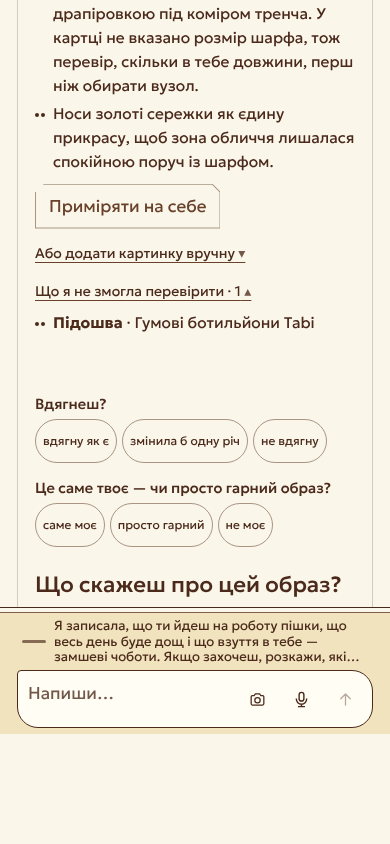 драпіровкою під коміром тренча. У
картці не вказано розмір шарфа, тож
перевір, скільки в тебе довжини, перш
ніж обирати вузол.
•• Носи золоті сережки як єдину
прикрасу, щоб зона обличчя лишалася
спокійною поруч із шарфом.
Приміряти на себе
Або додати картинку вручну ▾
Що я не змогла перевірити · 1 ▴
•• Підошва · Гумові ботильйони Tabi
Вдягнеш?
вдягну як є
змінила б одну річ
не вдягну
Це саме твоє — чи просто гарний образ?
саме моє
просто гарний
не моє
Що скажеш про цей образ?
Я записала, що ти йдеш на роботу пішки, що
весь день буде дощ і що взуття в тебе —
замшеві чоботи. Якщо захочеш, розкажи, які…
Напиши…